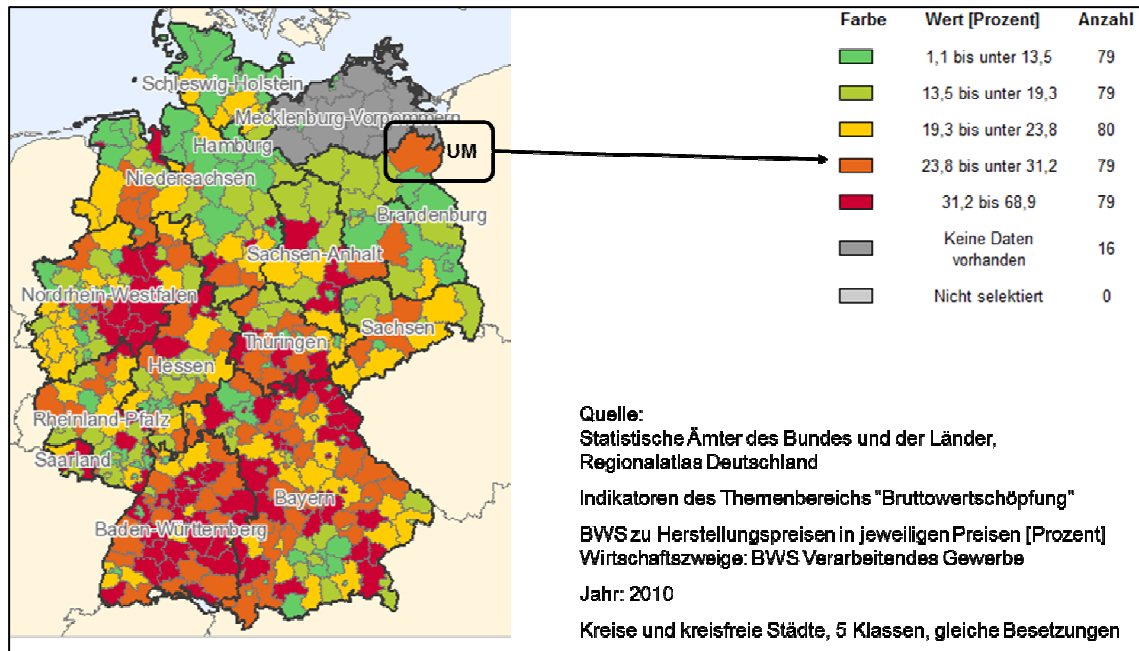 Schleswig-Holstein
Mecklenburg-Vorpommern
Hamburg
UM
Niedersachsen
Brandenburg
Sachsen-Anhalt
Nordrhein-Westfalen
Sachsen
Thüringen
Hessen
Rheinland-Pfalz
Saarland
Bayern
Baden-Württemberg
Farbe Wert [Prozent] Anzahl
1,1 bis unter 13,5 79
13,5 bis unter 19,3 79
19,3 bis unter 23,8 80
23,8 bis unter 31,2 79
31,2 bis 68,9 79
Keine Daten
vorhanden 16
Nicht selektiert 0
Quelle:
Statistische Ämter des Bundes und der Länder,
Regionalatlas Deutschland
Indikatoren des Themenbereichs "Bruttowertschöpfung"
BWS zu Herstellungspreisen in jeweiligen Preisen [Prozent]
Wirtschaftszweige: BWS Verarbeitendes Gewerbe
Jahr: 2010
Kreise und kreisfreie Städte, 5 Klassen, gleiche Besetzungen